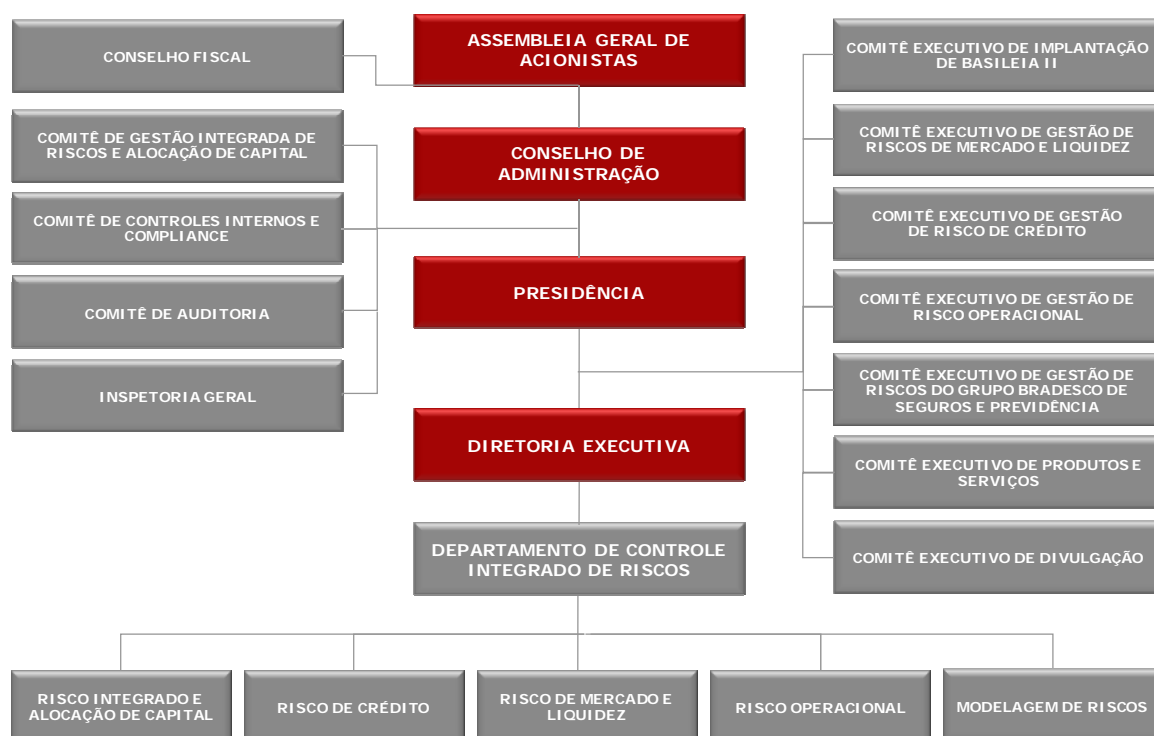 ASSEMBLEIA GERAL DE
ACIONISTAS
CONSELHO FISCAL
CONSELHO DE
ADMINISTRAÇÃO
COMITÊ DE GESTÃO INTEGRADA DE
RISCOS E ALOCAÇÃO DE CAPITAL
COMITÊ DE CONTROLES INTERNOS E
COMPLIANCE
COMITÊ DE AUDITORIA
INSPETORIA GERAL
PRESIDÊNCIA
COMITÊ EXECUTIVO DE IMPLANTAÇÃO
DE BASILEIA II
COMITÊ EXECUTIVO DE GESTÃO DE
RISCOS DE MERCADO E LIQUIDEZ
COMITÊ EXECUTIVO DE GESTÃO
DE RISCO DE CRÉDITO
COMITÊ EXECUTIVO DE GESTÃO DE
RISCO OPERACIONAL
COMITÊ EXECUTIVO DE GESTÃO DE
RISCOS DO GRUPO BRADESCO DE
SEGUROS E PREVIDÊNCIA
COMITÊ EXECUTIVO DE PRODUTOS E
SERVIÇOS
COMITÊ EXECUTIVO DE DIVULGAÇÃO
DIRETORIA EXECUTIVA
DEPARTAMENTO DE CONTROLE
INTEGRADO DE RISCOS
RISCO INTEGRADO E
ALOCAÇÃO DE CAPITAL
RISCO DE CRÉDITO
RISCO DE MERCADO E
LIQUIDEZ
RISCO OPERACIONAL
MODELAGEM DE RISCOS